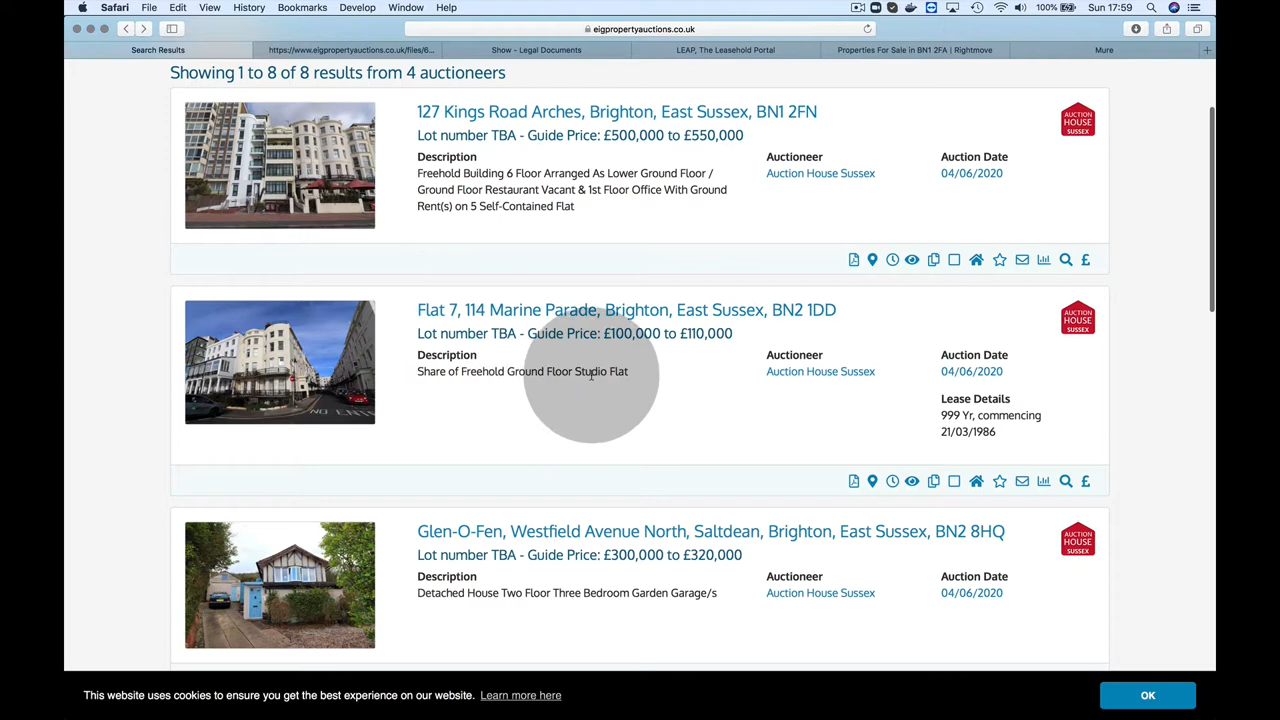 Safari File Edit View History Bookmarks Develop Window Help 100% Sun 17:59
eigpropertyauctions.co.uk
Search Results https://www.eigpropertyauctions.co.uk/files/6... Show - Legal Documents LEAP, The Leasehold Portal Properties For Sale in BN1 2FA | Rightmove More
Showing 1 to 8 of 8 results from 4 auctioneers
127 Kings Road Arches, Brighton, East Sussex, BN1 2FN
Lot number TBA - Guide Price: £500,000 to £550,000
AUCTION
HOUSE
SUSSEX
Description Auctioneer Auction Date
Freehold Building 6 Floor Arranged As Lower Ground Floor / Auction House Sussex 04/06/2020
Ground Floor Restaurant Vacant & 1st Floor Office With Ground
Rent(s) on 5 Self-Contained Flat
Flat 7, 114 Marine Parade, Brighton, East Sussex, BN2 1DD
Lot number TBA - Guide Price: £100,000 to £110,000
AUCTION
HOUSE
SUSSEX
Description Auctioneer Auction Date
Share of Freehold Ground Floor Studio Flat Auction House Sussex 04/06/2020
Lease Details
999 Yr, commencing
21/03/1986
NO ENT
Glen-O-Fen, Westfield Avenue North, Saltdean, Brighton, East Sussex, BN2 8HQ
Lot number TBA - Guide Price: £300,000 to £320,000
AUCTION
HOUSE
SUSSEX
Description Auctioneer Auction Date
Detached House Two Floor Three Bedroom Garden Garage/s Auction House Sussex 04/06/2020
This website uses cookies to ensure you get the best experience on our website. Learn more here OK